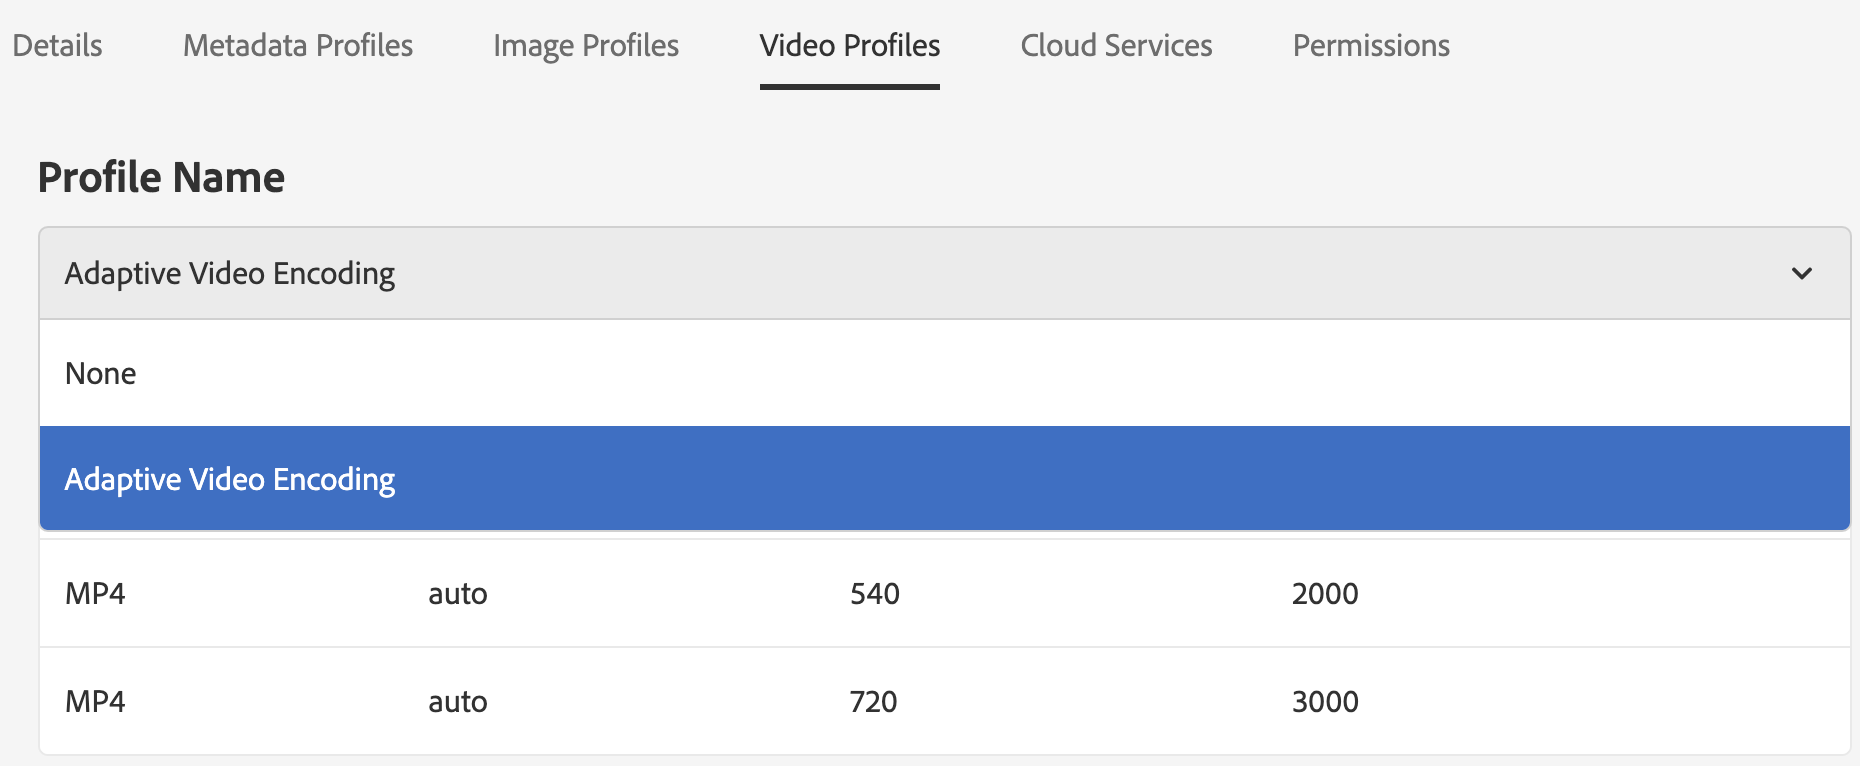 Details Metadata Profiles Image Profiles Video Profiles Cloud Services Permissions
Profile Name
Adaptive Video Encoding
None
Adaptive Video Encoding
MP4 auto 540 2000
MP4 auto 720 3000